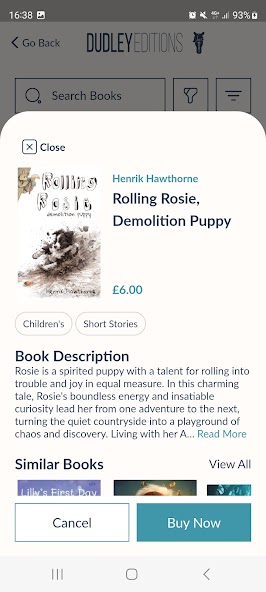 16:38
93%
Go Back
DUDLEY EDITIONS
Search Books
Close
Rolling
Rosie
demolition puppy
Henrik Hawthorne
Henrik Hawthorne
Rolling Rosie,
Demolition Puppy
£6.00
Children's
Short Stories
Book Description
Rosie is a spirited puppy with a talent for rolling into
trouble and joy in equal measure. In this charming
tale, Rosie's boundless energy and insatiable
curiosity lead her from one adventure to the next,
turning the quiet countryside into a playground of
chaos and discovery. Living with her A... Read More
Similar Books
View All
Lilly's First Day
Cancel
Buy Now